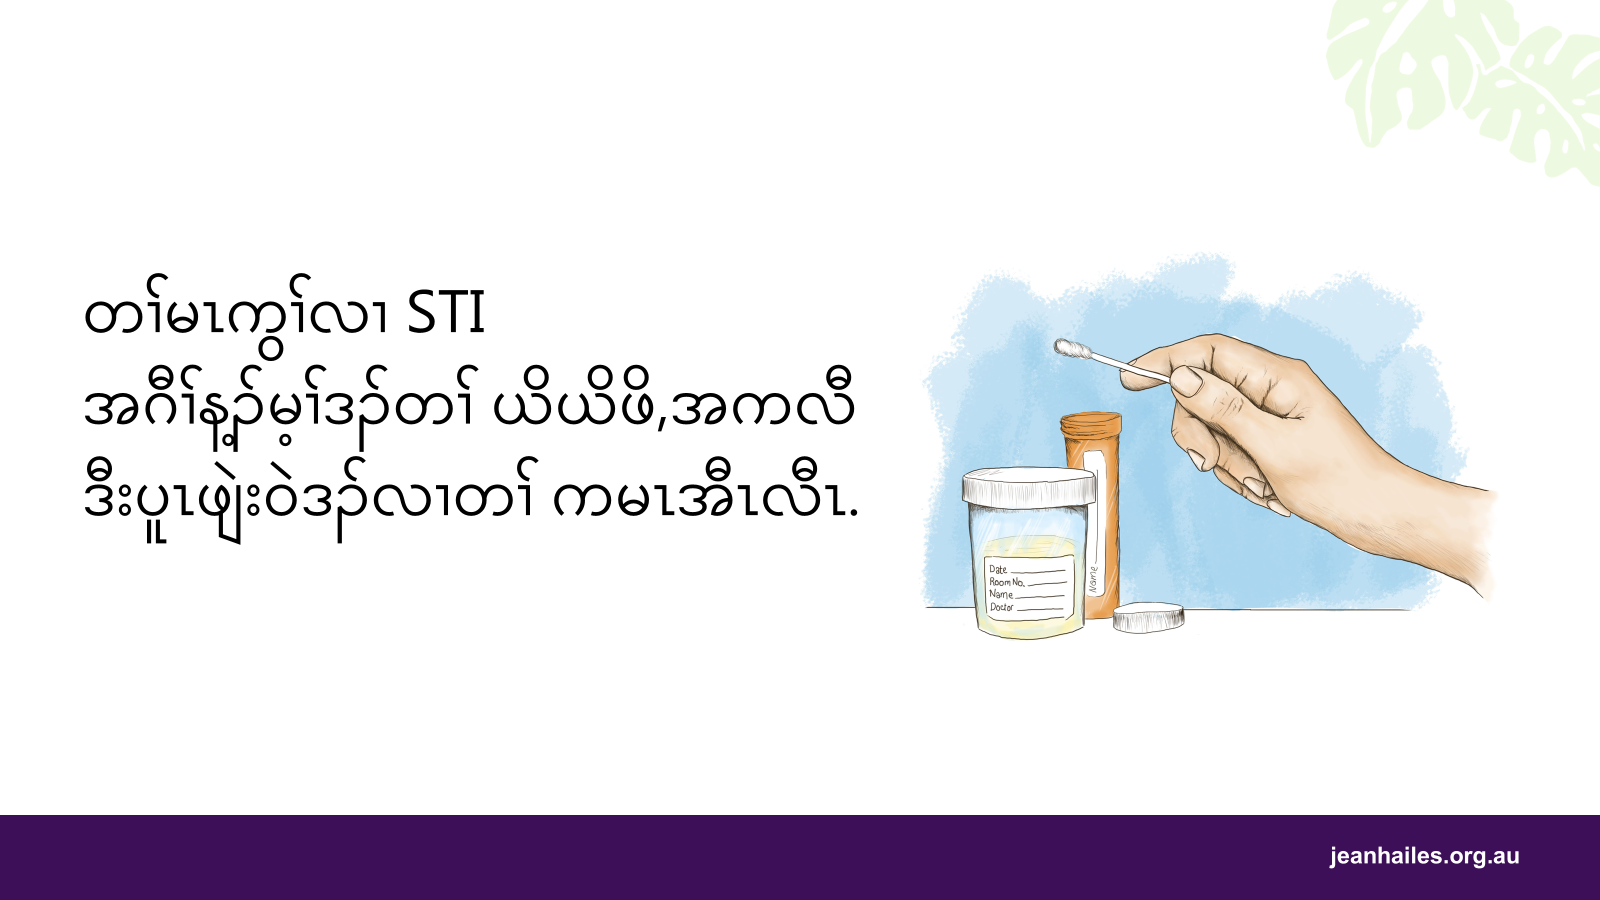 တၢ်မၤကွၢ်လၢ STI
အဂီၢ်န့ၣ်မ့ၢ်ဒၣ်တၢ် ယိယိဖိ,အကလီ
ဒီးပူၤဖျဲးဝဲဒၣ်လၢတၢ် ကမၤအီၤလီၤ.
Date
Room No.
Name
Doctor
Name
jeanhailes.org.au